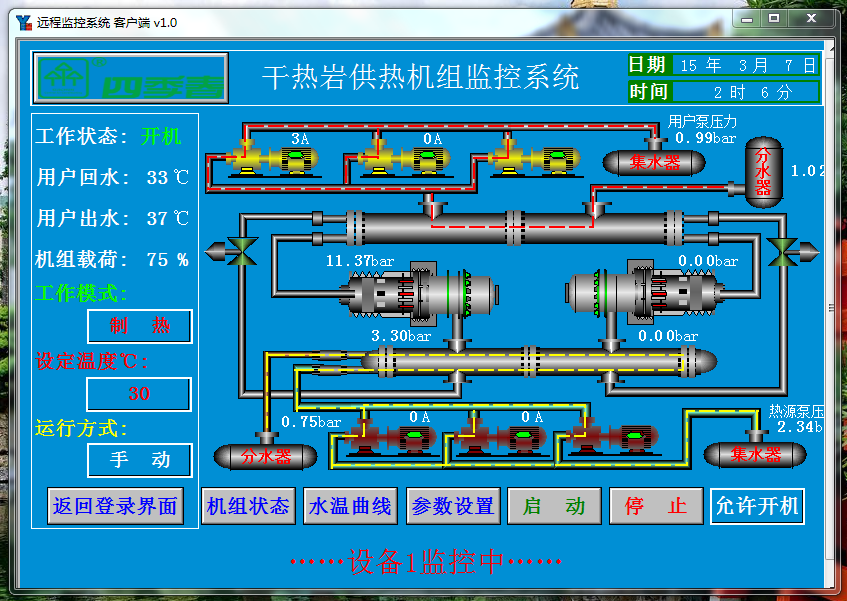 远程监控系统 客户端 v1.0
四季春
干热岩供热机组监控系统
日期 15 年 3 月 7 日
时间 2 时 6 分
工作状态: 开机
用户回水: 33 ℃
用户出水: 37 ℃
机组载荷: 75 %
工作模式:
制 热
设定温度℃:
30
运行方式:
手 动
3A
0A
用户泵压力
0.99bar
集水器
分水器
1.02
11.37bar
0.00bar
3.30bar
0.00bar
0.75bar
0A
0A
热源泵压
2.34b
分水器
集水器
返回登录界面
机组状态
水温曲线
参数设置
启 动
停 止
允许开机
······设备1监控中······